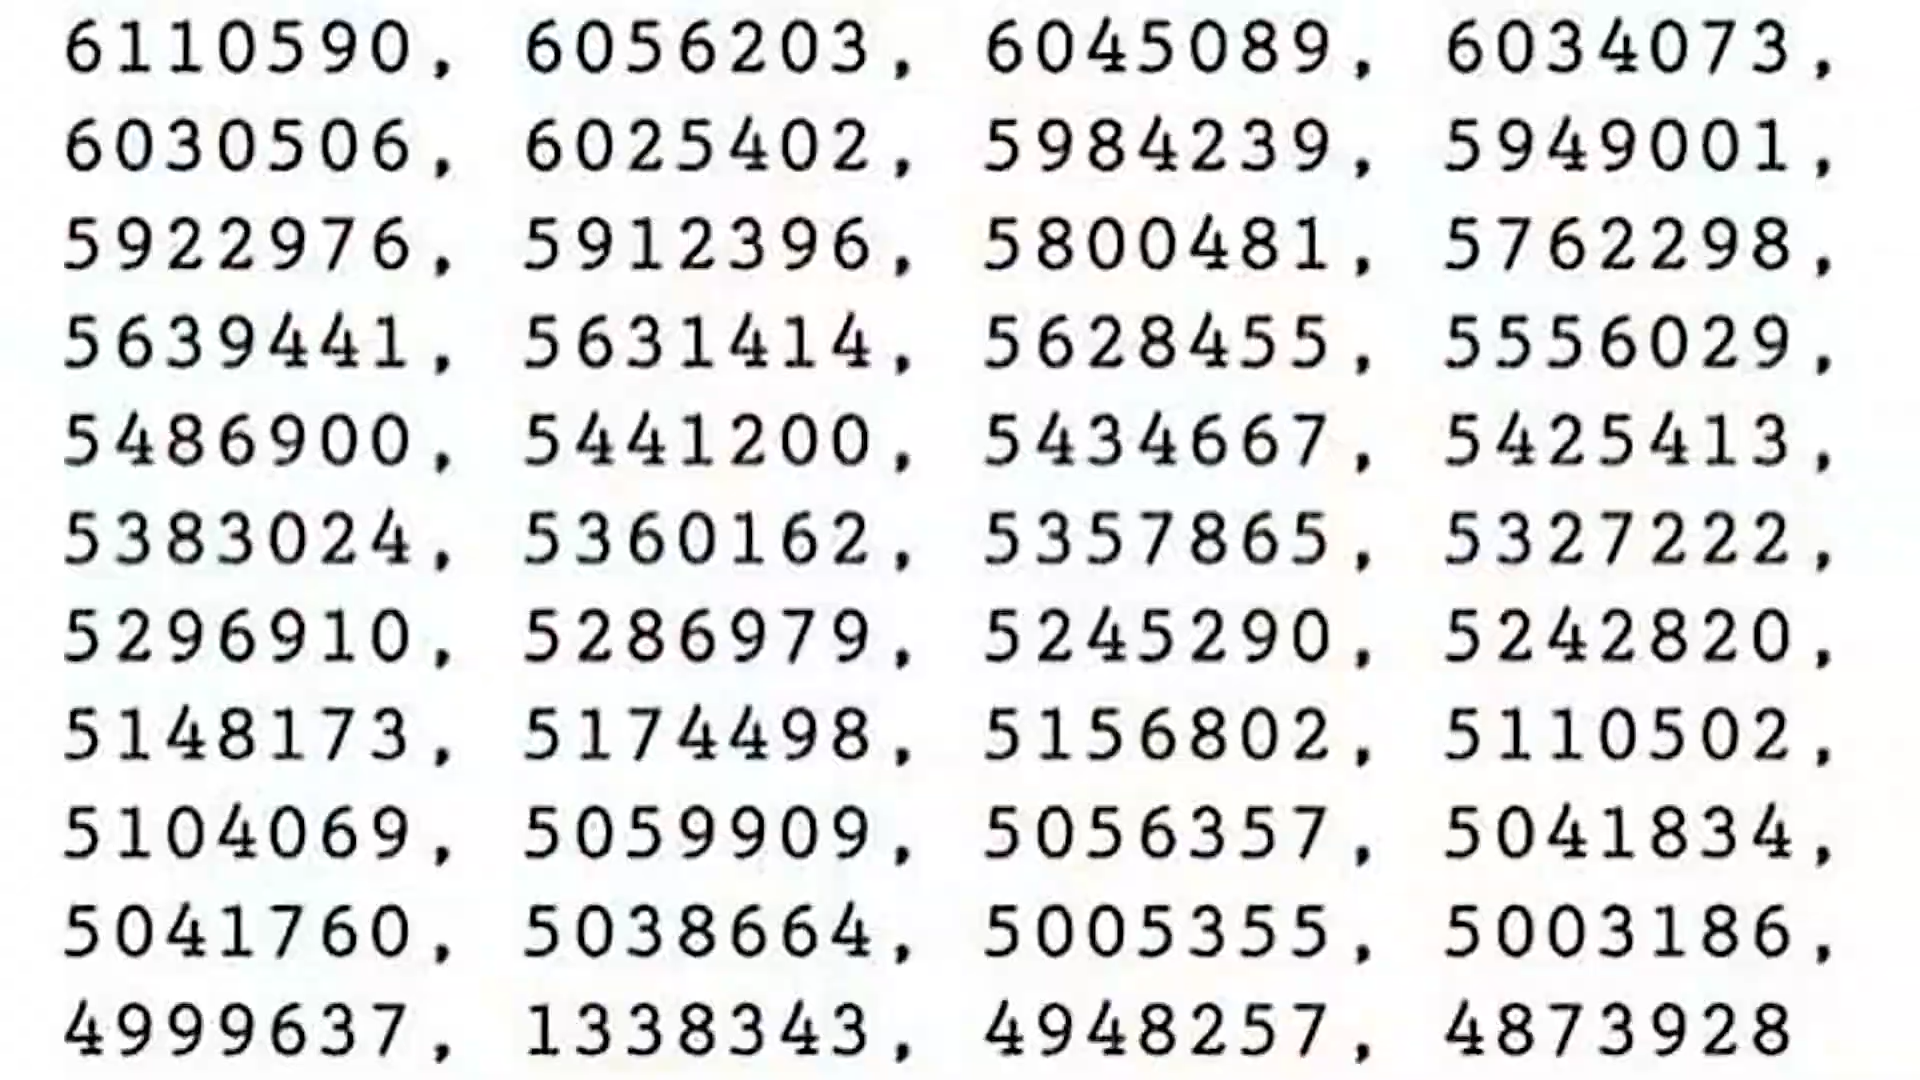 6110590, 6056203, 6045089, 6034073,
6030506, 6025402, 5984239, 5949001,
5922976, 5912396, 5800481, 5762298,
5639441, 5631414, 5628455, 5556029,
5486900, 5441200, 5434667, 5425413,
5383024, 5360162, 5357865, 5327222,
5296910, 5286979, 5245290, 5242820,
5148173, 5174498, 5156802, 5110502,
5104069, 5059909, 5056357, 5041834,
5041760, 5038664, 5005355, 5003186,
4999637, 1338343, 4948257, 4873928